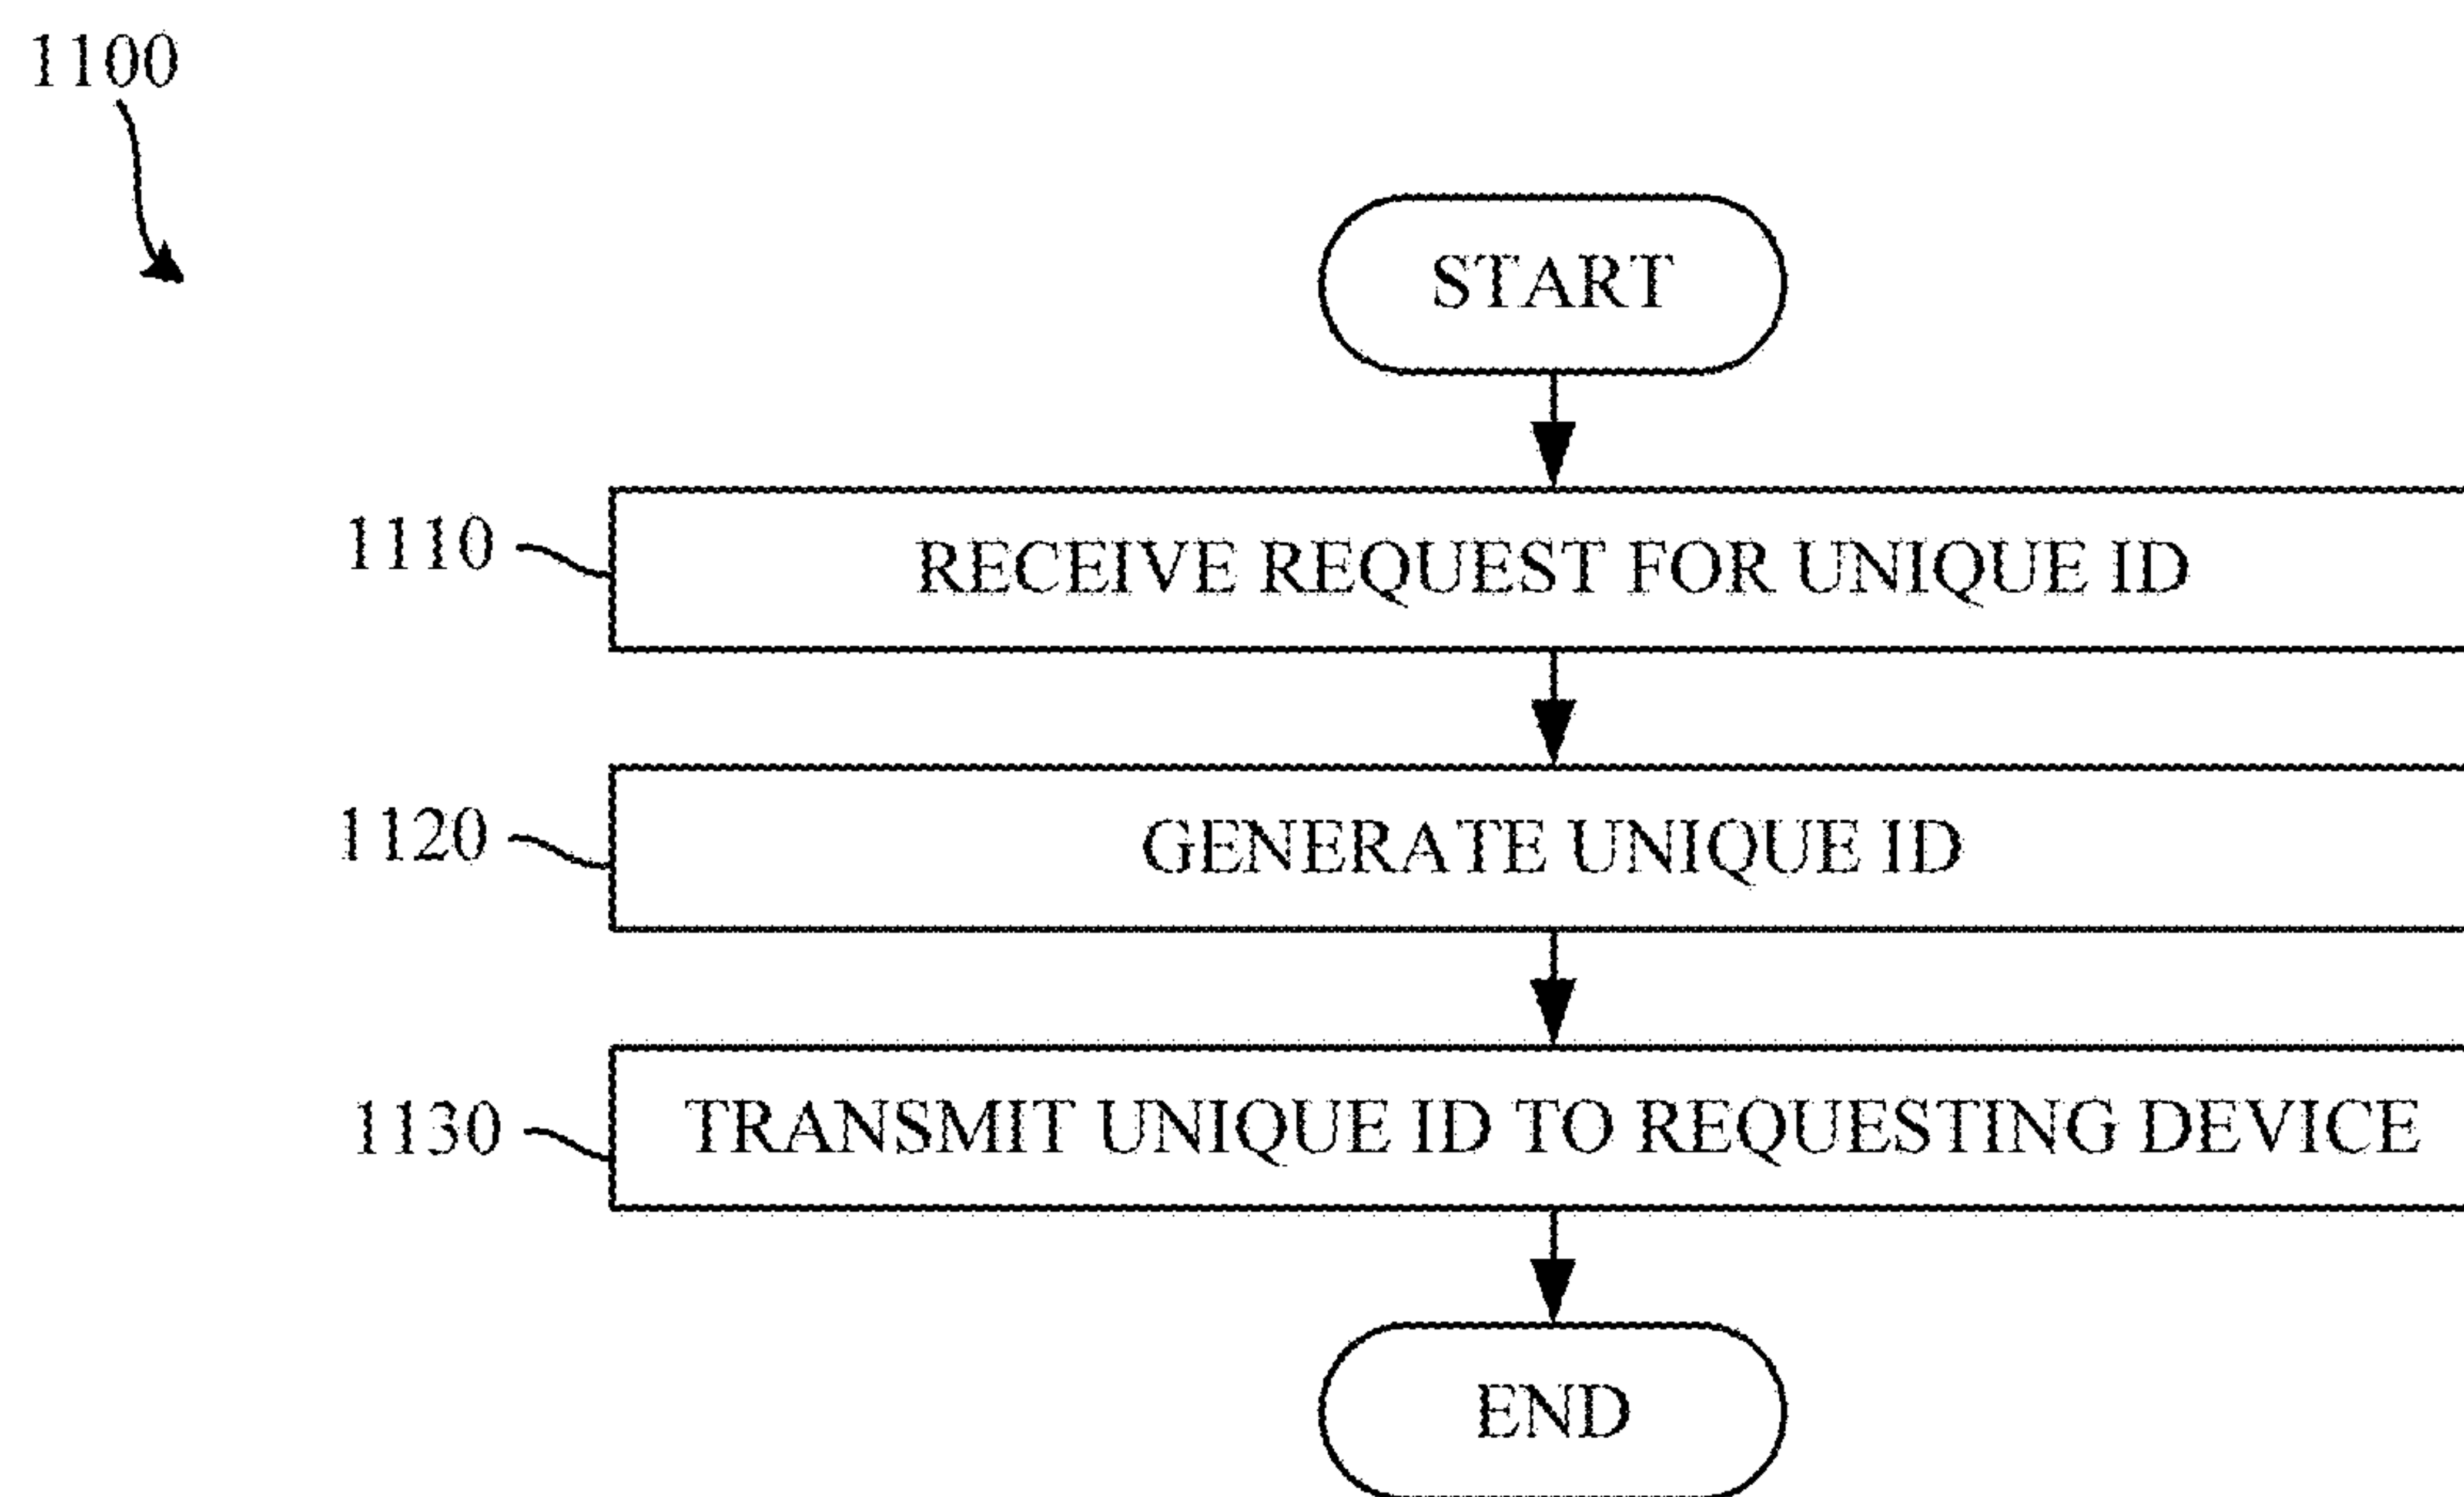 1100
START
1110
RECEIVE REQUEST FOR UNIQUE ID
1120
GENERATE UNIQUE ID
1130
TRANSMIT UNIQUE ID TO REQUESTING DEVICE
END